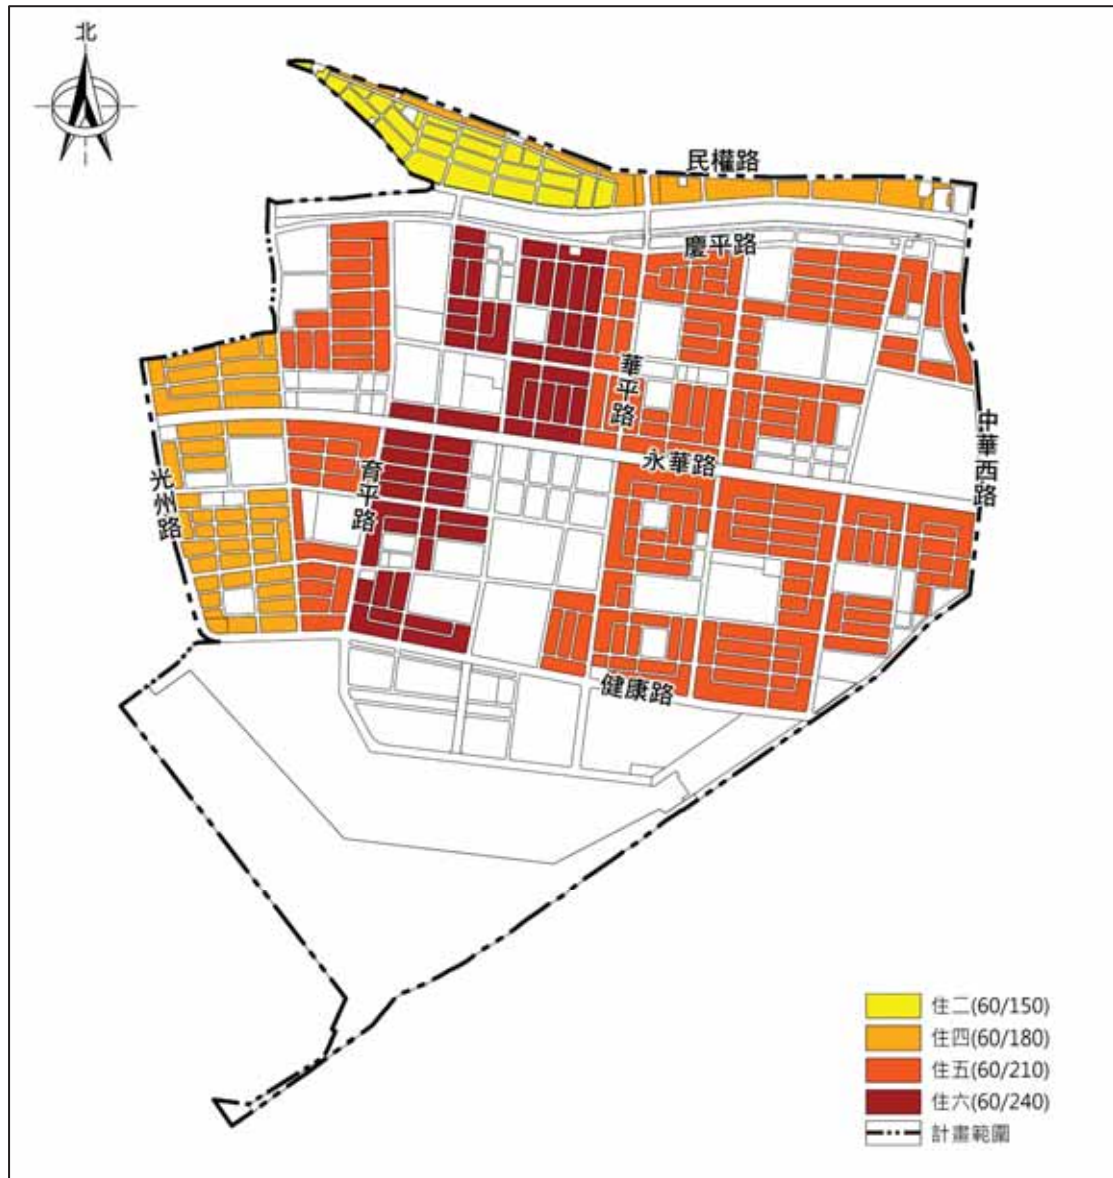 北
民權路
慶平路
華平路
中華西路
永華路
育平路
光州路
健康路
住二(60/150)
住四(60/180)
住五(60/210)
住六(60/240)
計畫範圍